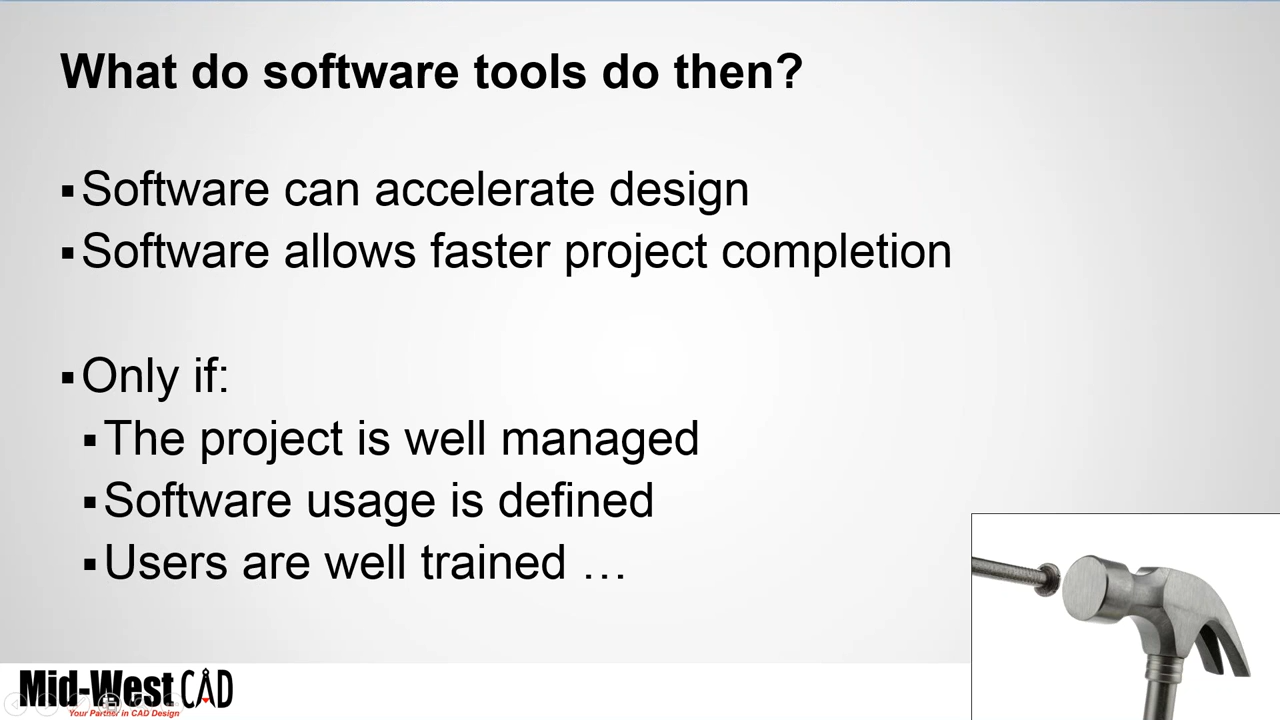 What do software tools do then?
▪Software can accelerate design
▪Software allows faster project completion
▪Only if:
▪The project is well managed
▪Software usage is defined
▪Users are well trained …
Mid-West CAD
Your Partner in CAD Design